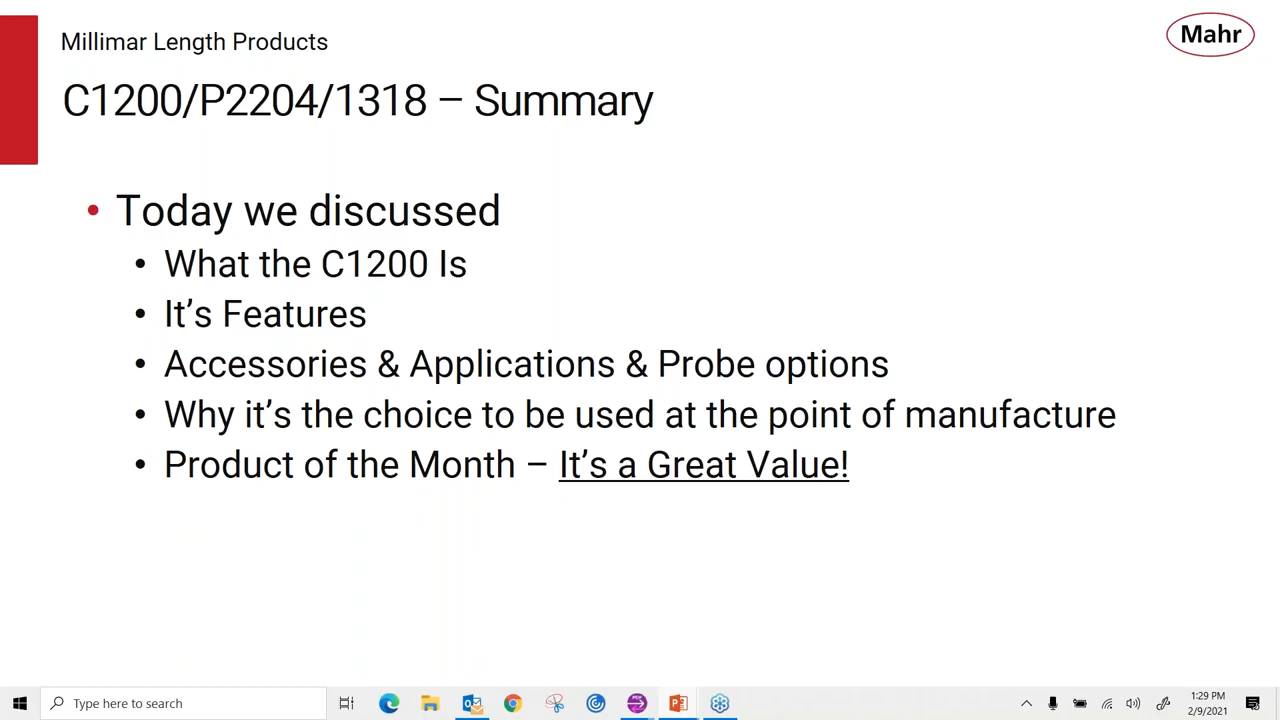 Millimar Length Products
Mahr
C1200/P2204/1318 – Summary
• Today we discussed
• What the C1200 Is
• It’s Features
• Accessories & Applications & Probe options
• Why it’s the choice to be used at the point of manufacture
• Product of the Month – It’s a Great Value!
Type here to search
1:29 PM
2/9/2021